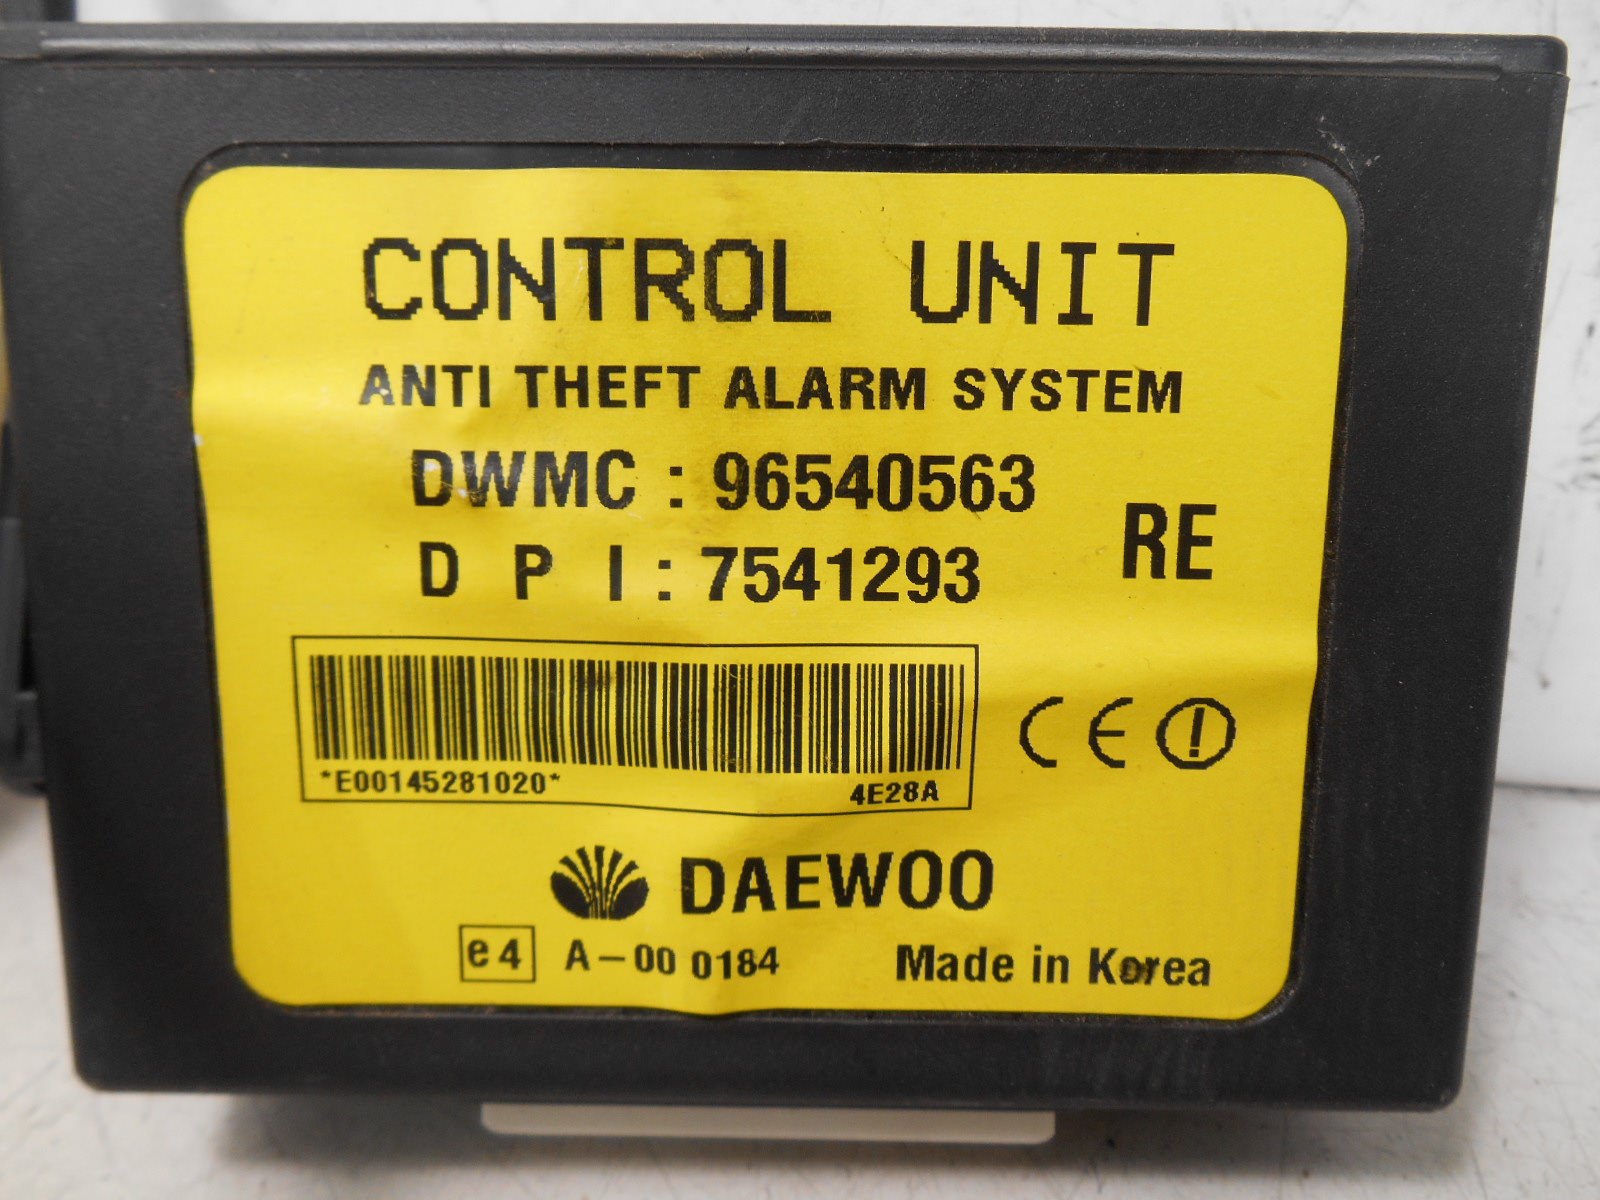 CONTROL UNIT
ANTI THEFT ALARM SYSTEM
DWMC : 96540563
RE
D P I : 7541293
*E00145281020* 4E28A
CE
DAEWOO
e4 A-00 0184 Made in Korea